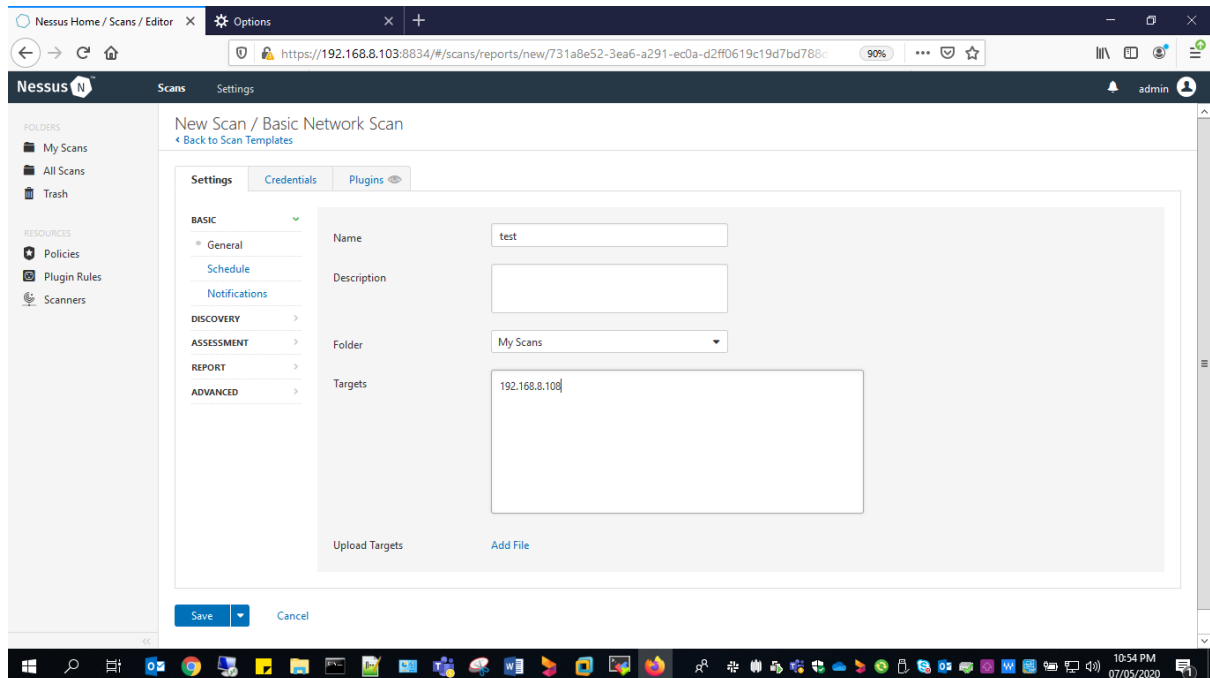 Nessus Home / Scans / Editor
Options
https://192.168.8.103:8834/#/scans/reports/new/731a8e52-3ea6-a291-ec0a-d2ff0619c19d7bd788
90%
Nessus N
Scans
Settings
admin
FOLDERS
My Scans
All Scans
Trash
RESOURCES
Policies
Plugin Rules
Scanners
New Scan / Basic Network Scan
Back to Scan Templates
Settings
Credentials
Plugins
BASIC
General
Schedule
Notifications
DISCOVERY
ASSESSMENT
REPORT
ADVANCED
Name
test
Description
Folder
My Scans
Targets
192.168.8.108
Upload Targets
Add File
Save
Cancel
10:54 PM
07/05/2020